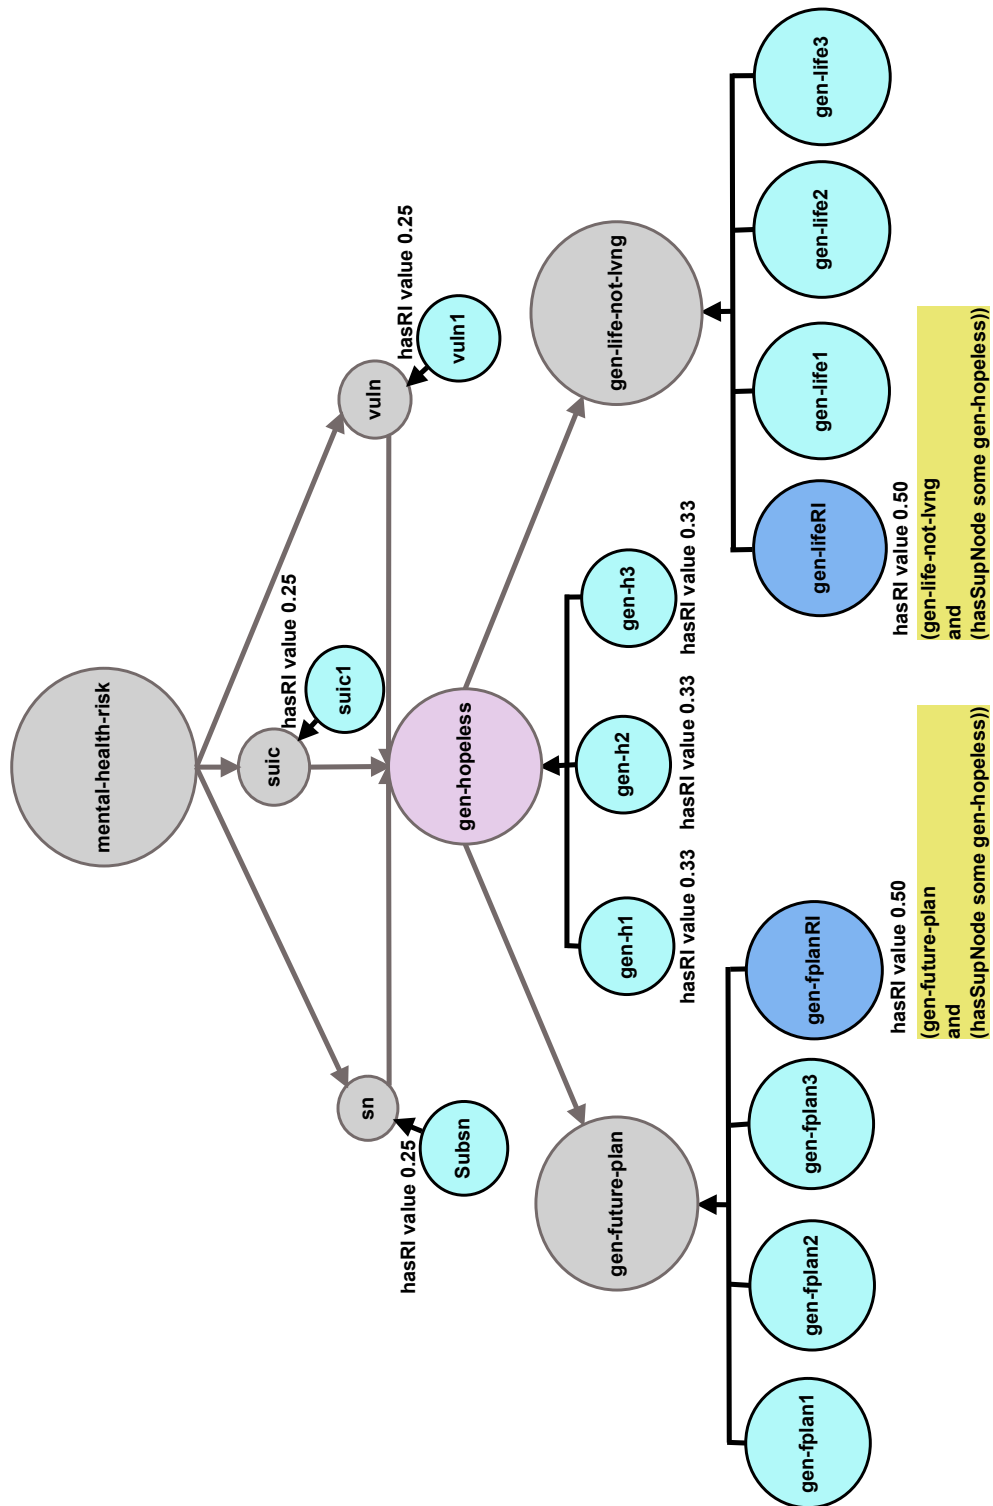 mental-health-risk
sn
suic
vuln
hasRI value 0.25
hasRI value 0.25
hasRI value 0.25
Subsn
suic1
vuln1
gen-hopeless
gen-h1
gen-h2
gen-h3
hasRI value 0.33
hasRI value 0.33
hasRI value 0.33
gen-future-plan
gen-life-not-lvng
gen-fplan1
gen-fplan2
gen-fplan3
gen-fplanRI
gen-lifeRI
gen-life1
gen-life2
gen-life3
hasRI value 0.50
(gen-future-plan
and
(hasSupNode some gen-hopeless))
hasRI value 0.50
(gen-life-not-lvng
and
(hasSupNode some gen-hopeless))